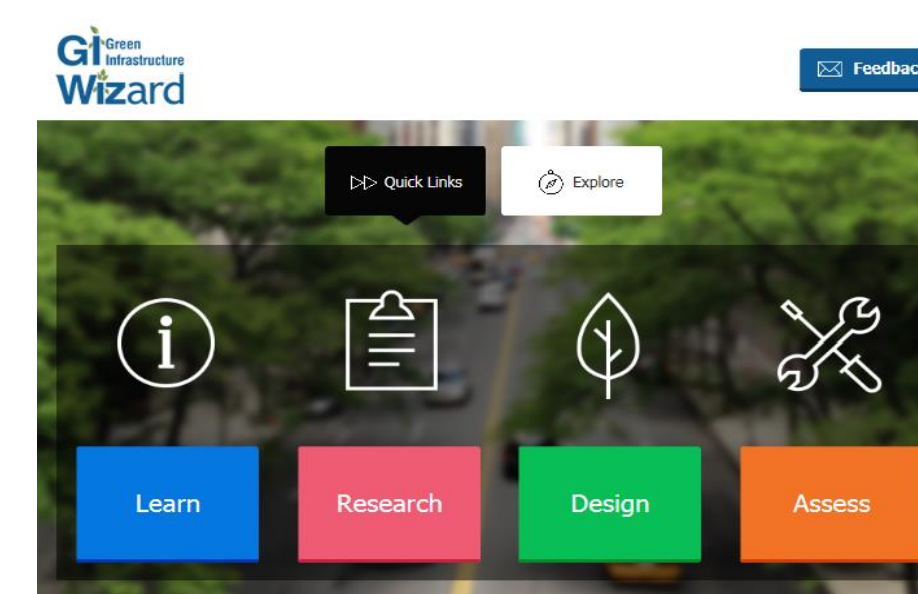 GI Green
Infrastructure
Wizard
Feedbac
Quick Links
Explore
Learn
Research
Design
Assess